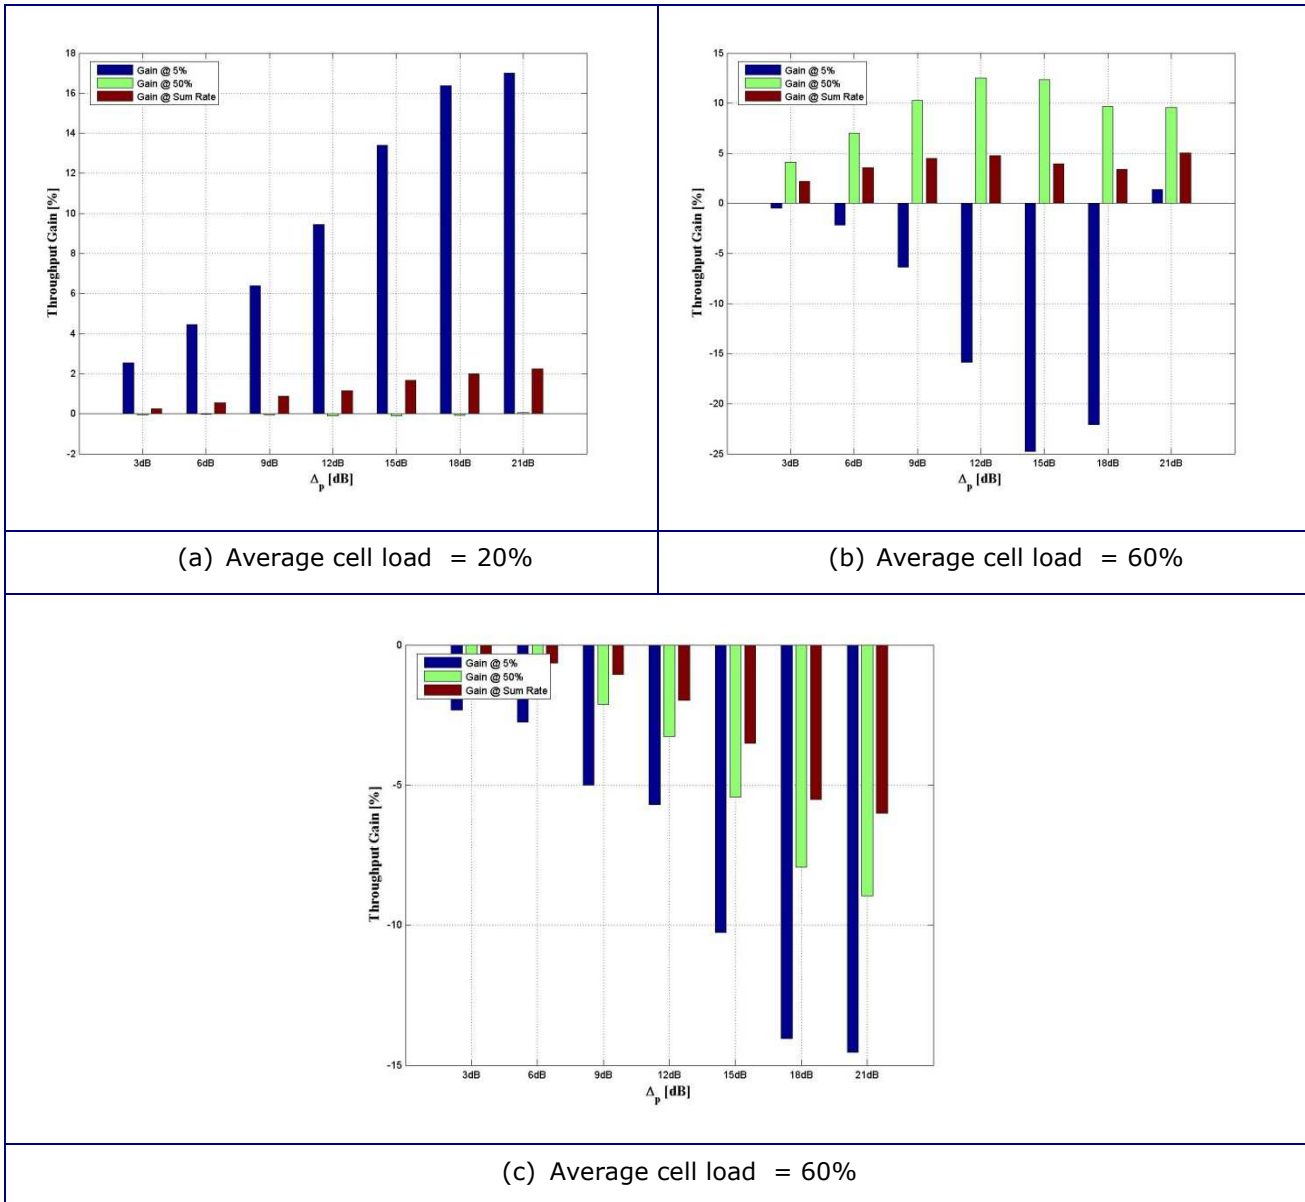 Gain @ 5%
Gain @ 50%
Gain @ Sum Rate
Throughput Gain [%]
18
16
14
12
10
8
6
4
2
0
-2
3dB 6dB 9dB 12dB 15dB 18dB 21dB
Δp [dB]
Gain @ 5%
Gain @ 50%
Gain @ Sum Rate
Throughput Gain [%]
15
10
5
0
-5
-10
-15
-20
-25
3dB 6dB 9dB 12dB 15dB 18dB 21dB
Δp [dB]
(a) Average cell load = 20%
(b) Average cell load = 60%
Gain @ 5%
Gain @ 50%
Gain @ Sum Rate
Throughput Gain [%]
0
-5
-10
-15
3dB 6dB 9dB 12dB 15dB 18dB 21dB
Δp [dB]
(c) Average cell load = 60%